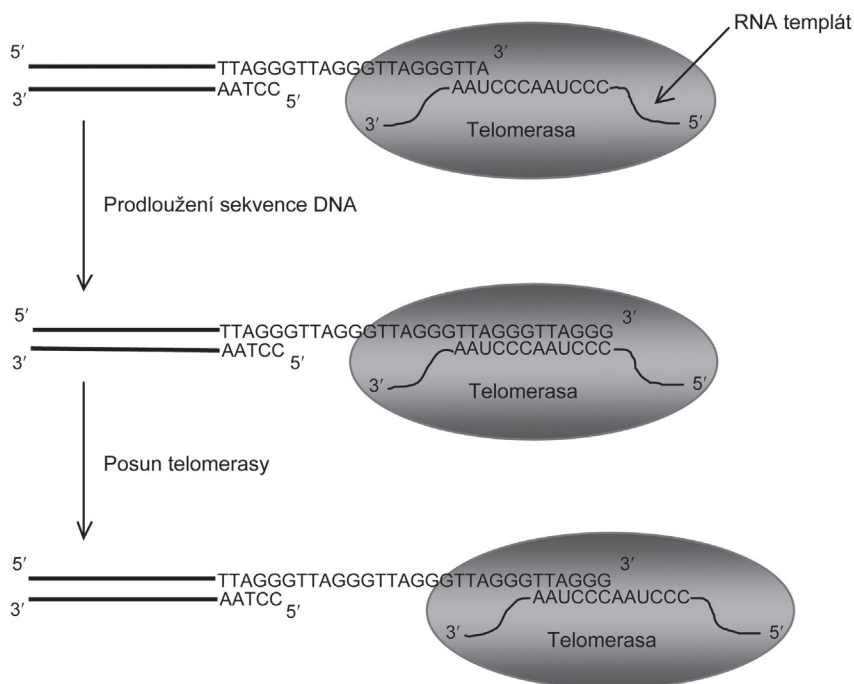 RNA templát
5′ 3′
TTAGGGTTAGGGTTAGGGTTA
3′ AATCC 5′ AAUCCCAAUCCC
3′ Telomerasa 5′
Prodloužení sekvence DNA
5′ 3′
TTAGGGTTAGGGTTAGGGTTAGGGTTAGGG
3′ AATCC 5′ AAUCCCAAUCCC
3′ Telomerasa 5′
Posun telomerasy
5′ 3′
TTAGGGTTAGGGTTAGGGTTAGGGTTAGGG
3′ AATCC 5′ AAUCCCAAUCCC
3′ Telomerasa 5′